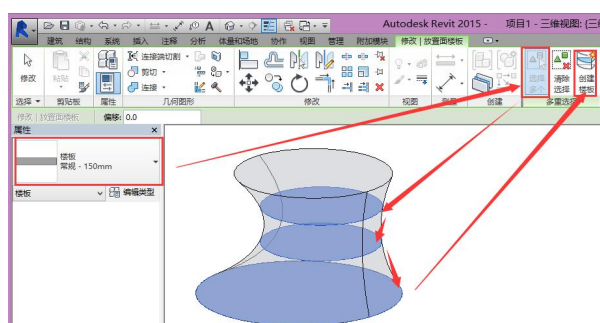 Autodesk Revit 2015 - 项目1 - 三维视图: {三
建筑 结构 系统 插入 注释 分析 体量和场地 协作 视图 管理 附加模块 修改 | 放置面楼板
修改 粘贴 连接端切割 剪切 连接 选择多个 清除选择 创建楼板
选择 剪贴板 属性 几何图形 修改 视图 测量 创建 多重选择
修改 | 放置面楼板 偏移: 0.0
属性
楼板
常规 - 150mm
楼板 编辑类型